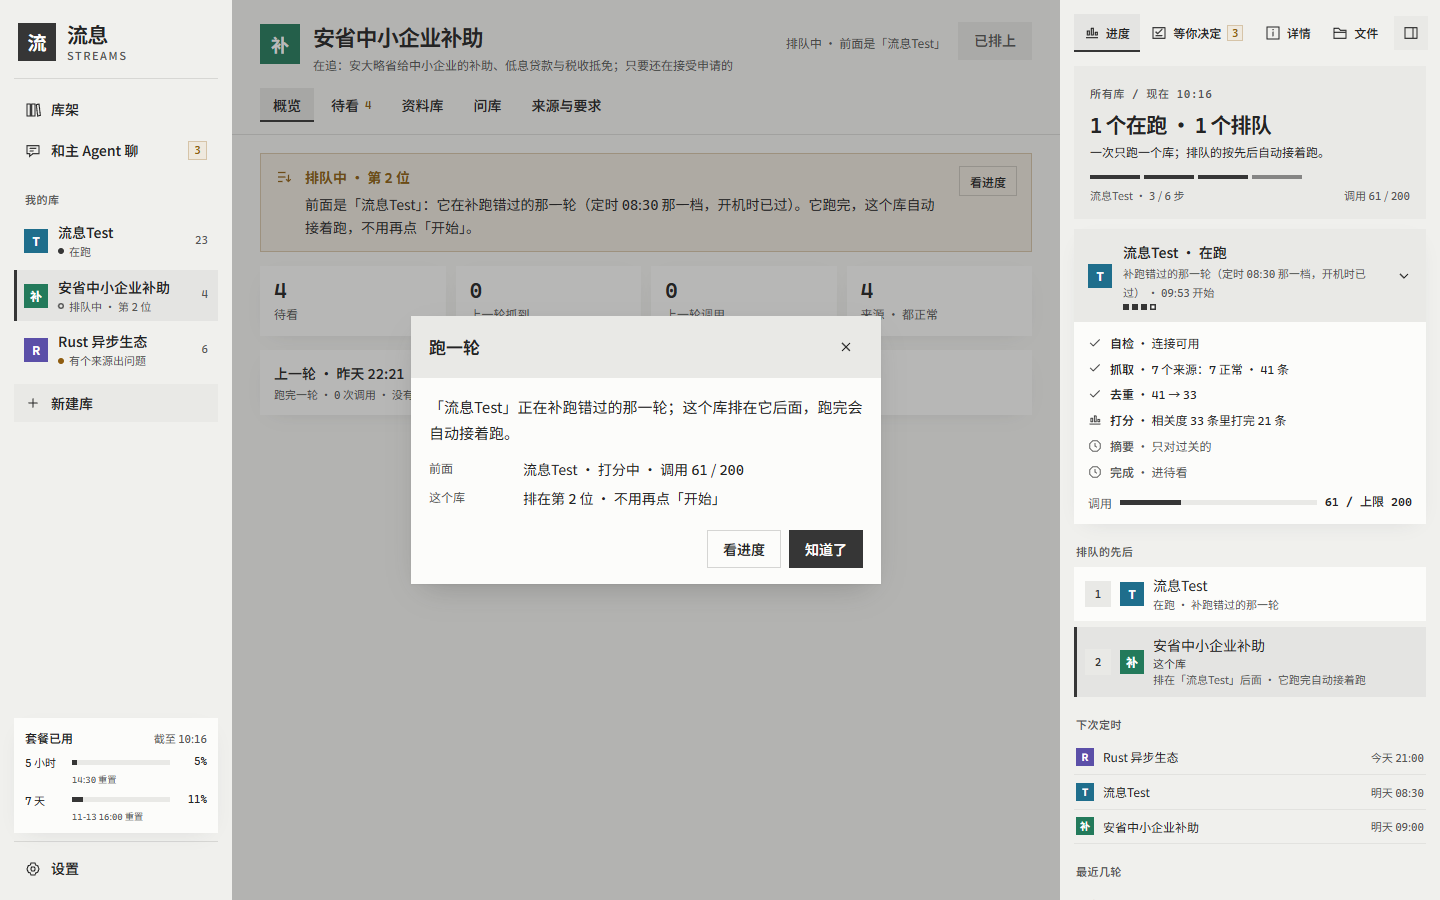 流 流息
STREAMS
库架
和主 Agent 聊 3
我的库
T 流息Test 23
在跑
补 安省中小企业补助 4
排队中 · 第 2 位
R Rust 异步生态 6
有个来源出问题
新建库
套餐已用 截至 10:16
5 小时 5%
14:30 重置
7 天 11%
11-13 16:00 重置
设置
补 安省中小企业补助
在追：安大略省给中小企业的补助、低息贷款与税收抵免；只要还在接受申请的
排队中 · 前面是「流息Test」 已排上
概览 待看 4 资料库 问库 来源与要求
排队中 · 第 2 位
前面是「流息Test」：它在补跑错过的那一轮（定时 08:30 那一档，开机时已过）。它跑完，这个库自动
接着跑，不用再点「开始」。
看进度
4 0 0 4
待看 上一轮抓到 上一轮调用 来源 · 都正常
上一轮 · 昨天 22:21
跑完一轮 · 0 次调用 · 没有
跑一轮
「流息Test」正在补跑错过的那一轮；这个库排在它后面，跑完会
自动接着跑。
前面 流息Test · 打分中 · 调用 61 / 200
这个库 排在第 2 位 · 不用再点「开始」
看进度 知道了
进度 等你决定 3 详情 文件
所有库 / 现在 10:16
1 个在跑 · 1 个排队
一次只跑一个库；排队的按先后自动接着跑。
流息Test · 3 / 6 步 调用 61 / 200
T 流息Test · 在跑
补跑错过的那一轮（定时 08:30 那一档，开机时已
过） · 09:53 开始
自检 · 连接可用
抓取 · 7 个来源：7 正常 · 41 条
去重 · 41 → 33
打分 · 相关度 33 条里打完 21 条
摘要 · 只对过关的
完成 · 进待看
调用 61 / 上限 200
排队的先后
1 T 流息Test
在跑 · 补跑错过的那一轮
2 补 安省中小企业补助
这个库
排在「流息Test」后面 · 它跑完自动接着跑
下次定时
R Rust 异步生态 今天 21:00
T 流息Test 明天 08:30
补 安省中小企业补助 明天 09:00
最近几轮